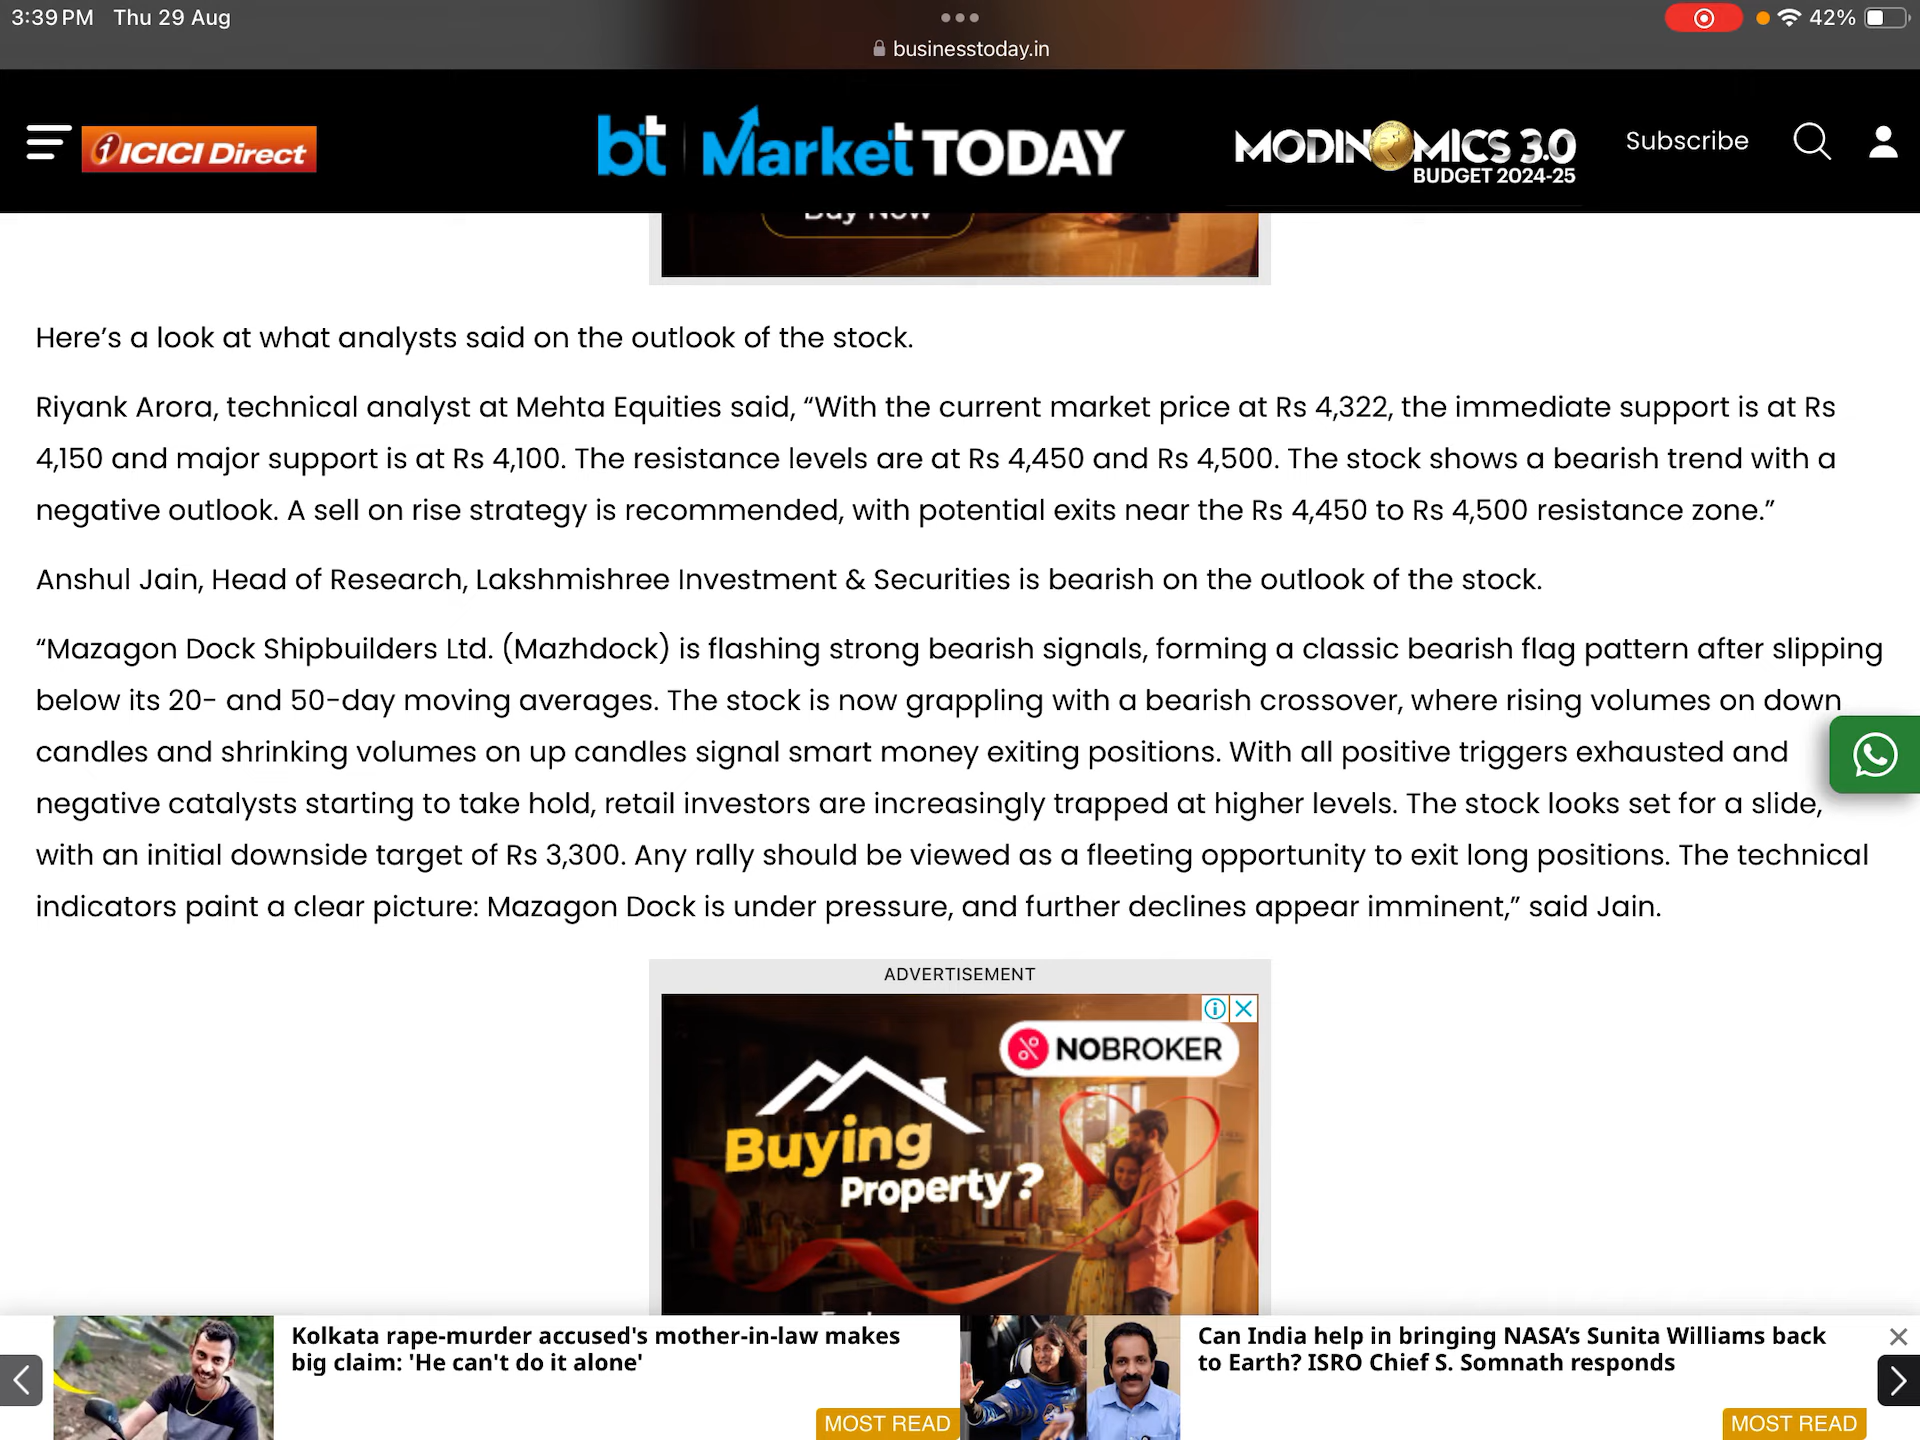 3:39 PM Thu 29 Aug
42%
businesstoday.in
ICICI Direct
bt Market TODAY
MODINOMICS 3.0
BUDGET 2024-25
Subscribe
Buy Now
Here’s a look at what analysts said on the outlook of the stock.
Riyank Arora, technical analyst at Mehta Equities said, “With the current market price at Rs 4,322, the immediate support is at Rs
4,150 and major support is at Rs 4,100. The resistance levels are at Rs 4,450 and Rs 4,500. The stock shows a bearish trend with a
negative outlook. A sell on rise strategy is recommended, with potential exits near the Rs 4,450 to Rs 4,500 resistance zone.”
Anshul Jain, Head of Research, Lakshmishree Investment & Securities is bearish on the outlook of the stock.
“Mazagon Dock Shipbuilders Ltd. (Mazhdock) is flashing strong bearish signals, forming a classic bearish flag pattern after slipping
below its 20- and 50-day moving averages. The stock is now grappling with a bearish crossover, where rising volumes on down
candles and shrinking volumes on up candles signal smart money exiting positions. With all positive triggers exhausted and
negative catalysts starting to take hold, retail investors are increasingly trapped at higher levels. The stock looks set for a slide,
with an initial downside target of Rs 3,300. Any rally should be viewed as a fleeting opportunity to exit long positions. The technical
indicators paint a clear picture: Mazagon Dock is under pressure, and further declines appear imminent,” said Jain.
ADVERTISEMENT
NOBROKER
Buying
Property?
Kolkata rape-murder accused's mother-in-law makes
big claim: 'He can't do it alone'
MOST READ
Can India help in bringing NASA’s Sunita Williams back
to Earth? ISRO Chief S. Somnath responds
MOST READ